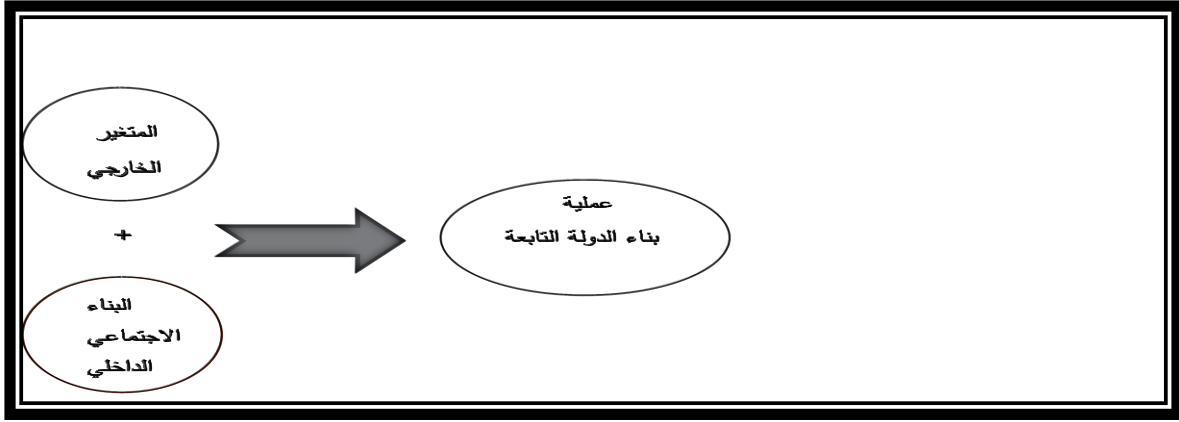 المتغير
الخارجي
+
البناء
الاجتماعي
الداخلي
عملية
بناء الدولة التابعة